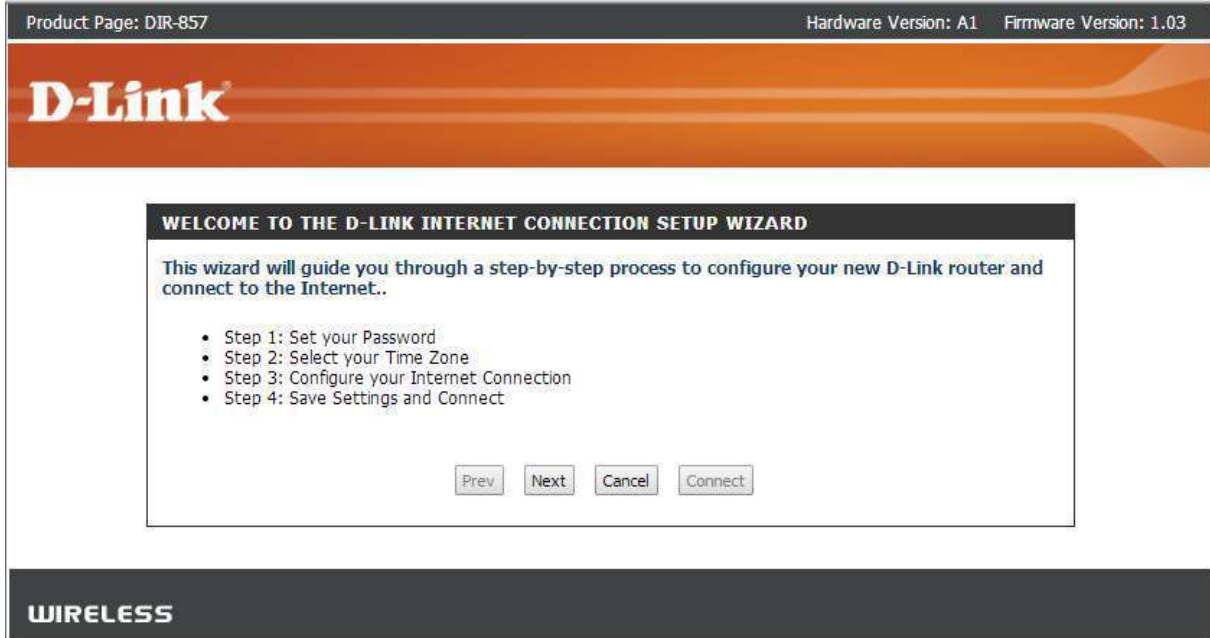 Product Page: DIR-857 Hardware Version: A1 Firmware Version: 1.03
D-Link
WELCOME TO THE D-LINK INTERNET CONNECTION SETUP WIZARD
This wizard will guide you through a step-by-step process to configure your new D-Link router and
connect to the Internet..
• Step 1: Set your Password
• Step 2: Select your Time Zone
• Step 3: Configure your Internet Connection
• Step 4: Save Settings and Connect
Prev Next Cancel Connect
WIRELESS